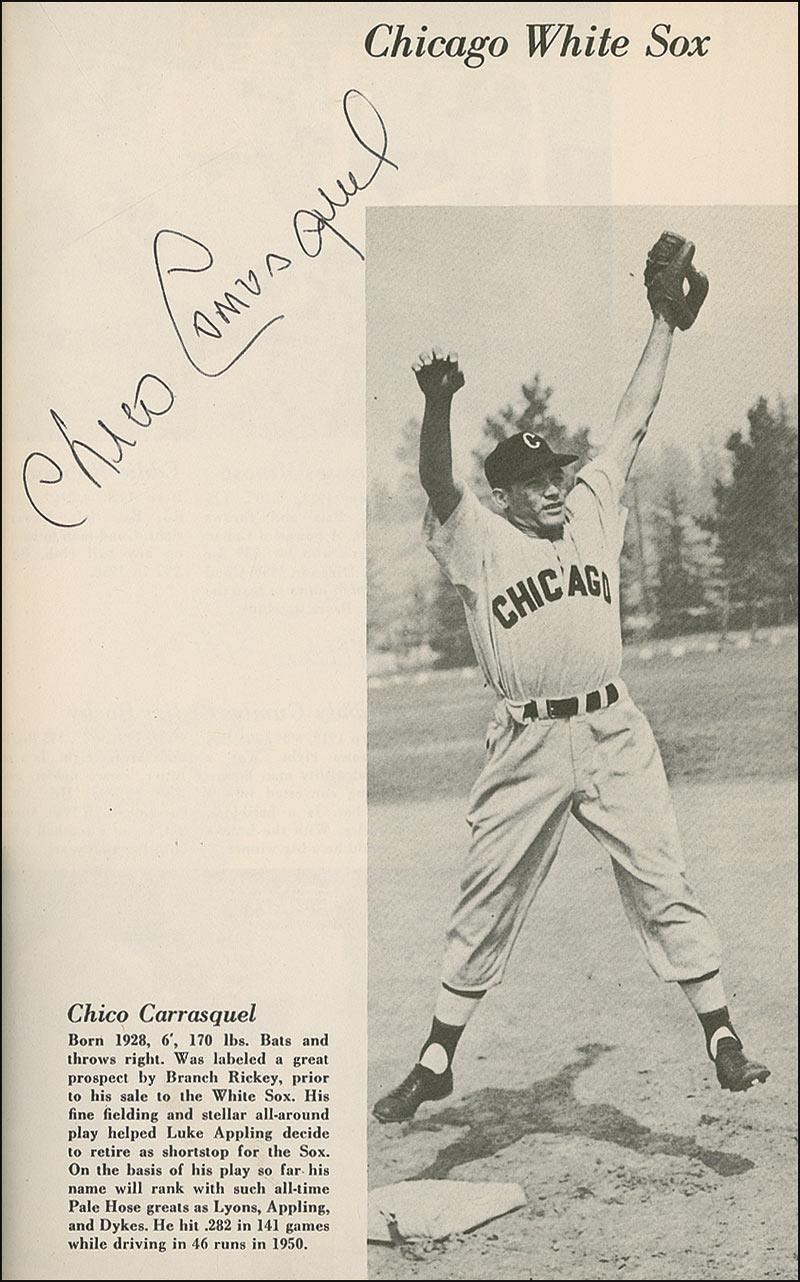 Chicago White Sox
Chico Carrasquel
C
CHICAGO
Chico Carrasquel
Born 1928, 6', 170 lbs. Bats and
throws right. Was labeled a great
prospect by Branch Rickey, prior
to his sale to the White Sox. His
fine fielding and stellar all-around
play helped Luke Appling decide
to retire as shortstop for the Sox.
On the basis of his play so far his
name will rank with such all-time
Pale Hose greats as Lyons, Appling,
and Dykes. He hit .282 in 141 games
while driving in 46 runs in 1950.